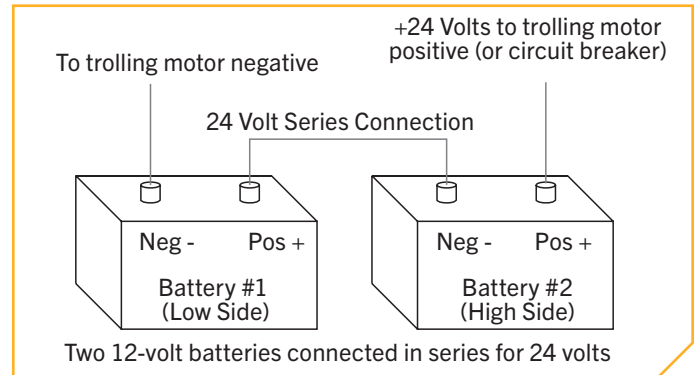 +24 Volts to trolling motor
positive (or circuit breaker)
To trolling motor negative
24 Volt Series Connection
Neg -
Pos +
Neg -
Pos +
Battery #1
(Low Side)
Battery #2
(High Side)
Two 12-volt batteries connected in series for 24 volts